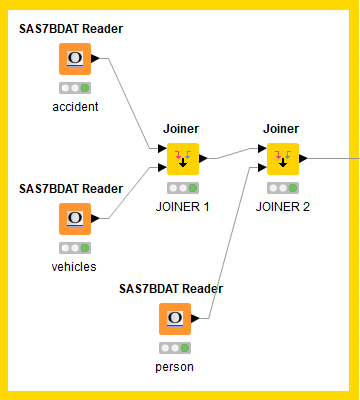 SAS7BDAT Reader
O
accident
Joiner
JOINER 1
Joiner
JOINER 2
SAS7BDAT Reader
O
vehicles
SAS7BDAT Reader
O
person